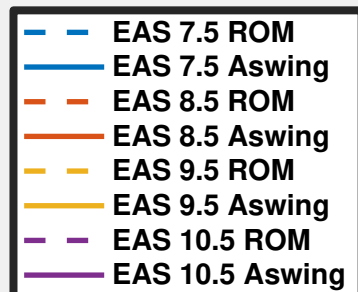 EAS 7.5 ROM
EAS 7.5 Aswing
EAS 8.5 ROM
EAS 8.5 Aswing
EAS 9.5 ROM
EAS 9.5 Aswing
EAS 10.5 ROM
EAS 10.5 Aswing